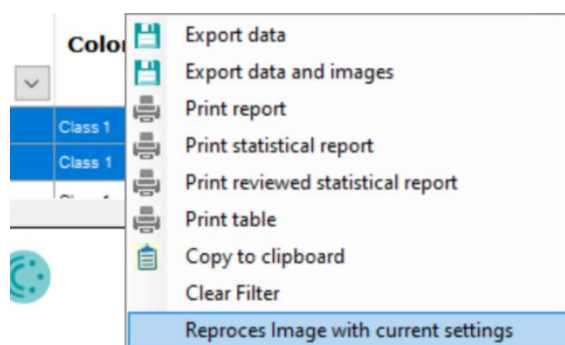 Colo
Export data
Export data and images
Print report
Class 1
Print statistical report
Class 1
Print reviewed statistical report
Print table
Copy to clipboard
Clear Filter
Reproces Image with current settings